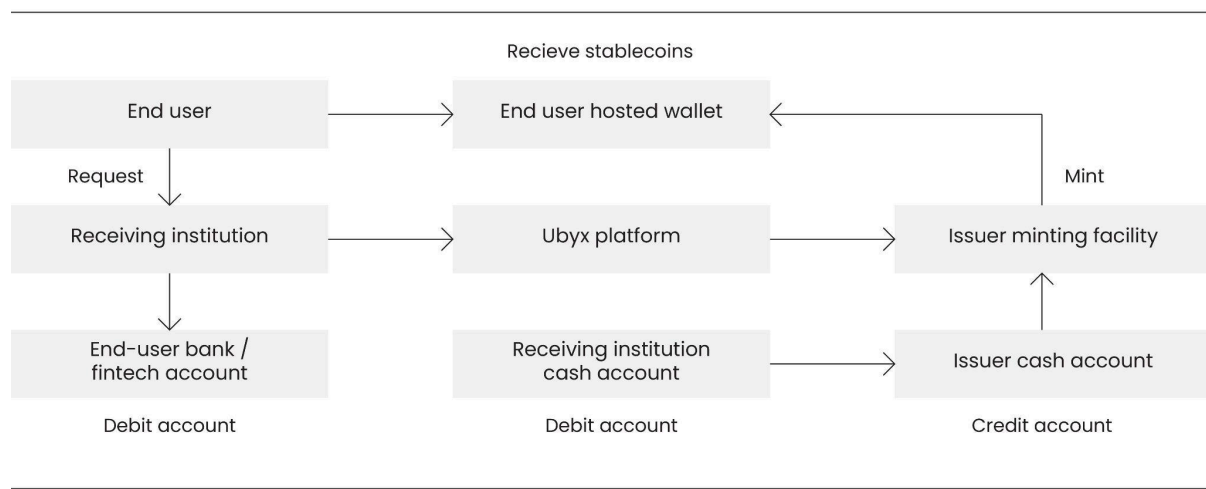 Recieve stablecoins
End user
End user hosted wallet
Request
Mint
Receiving institution
Ubyx platform
Issuer minting facility
End-user bank /
fintech account
Receiving institution
cash account
Issuer cash account
Debit account
Debit account
Credit account